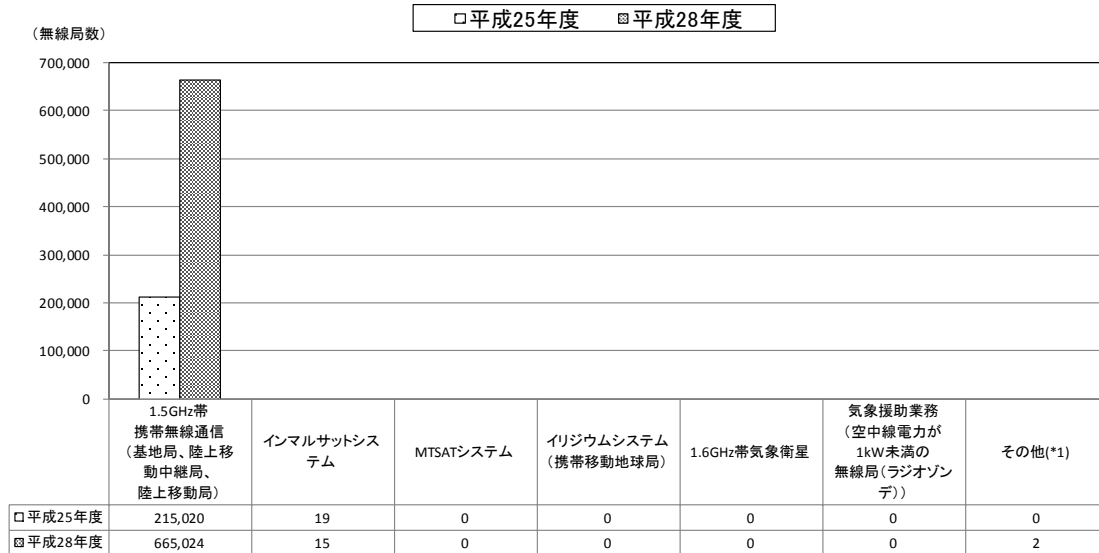 □平成25年度 ▩平成28年度
(無線局数)
700,000
600,000
500,000
400,000
300,000
200,000
100,000
0
1.5GHz帯
携帯無線通信
(基地局、陸上移
動中継局、
陸上移動局)
インマルサットシス
テム
MTSATシステム
イリジウムシステム
(携帯移動地球局)
1.6GHz帯気象衛星
気象援助業務
(空中線電力が
1kW未満の
無線局(ラジオゾン
デ))
その他(*1)
□平成25年度 215,020 19 0 0 0 0 0
▩平成28年度 665,024 15 0 0 0 0 2